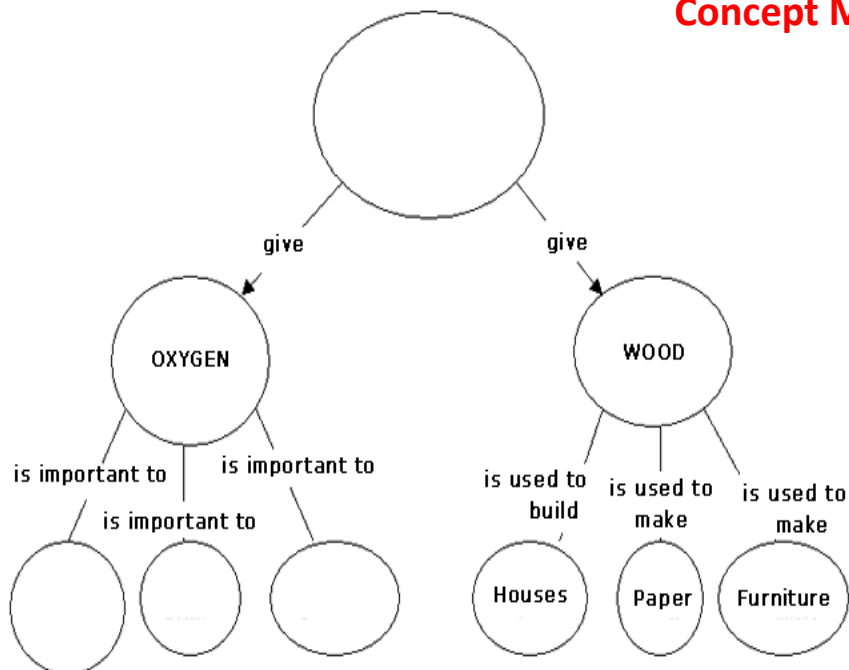 Concept M
give
give
OXYGEN
WOOD
is important to
is important to
is important to
is used to
build
is used to
make
is used to
make
Houses
Paper
Furniture